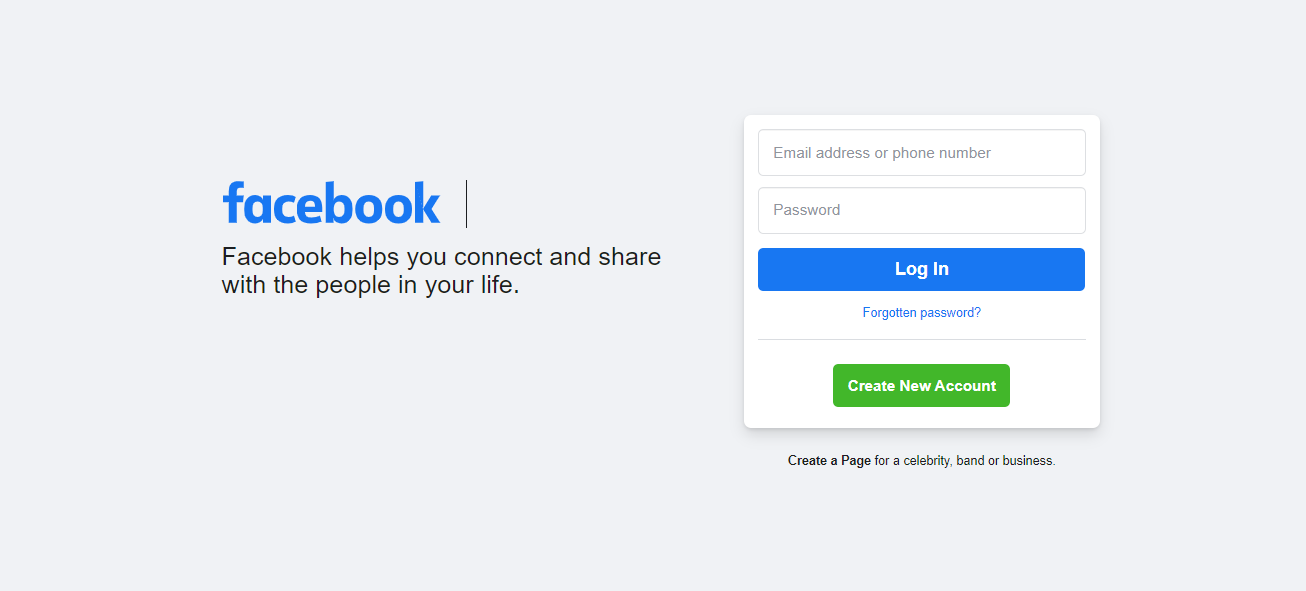 facebook
Facebook helps you connect and share
with the people in your life.
Email address or phone number
Password
Log In
Forgotten password?
Create New Account
Create a Page for a celebrity, band or business.